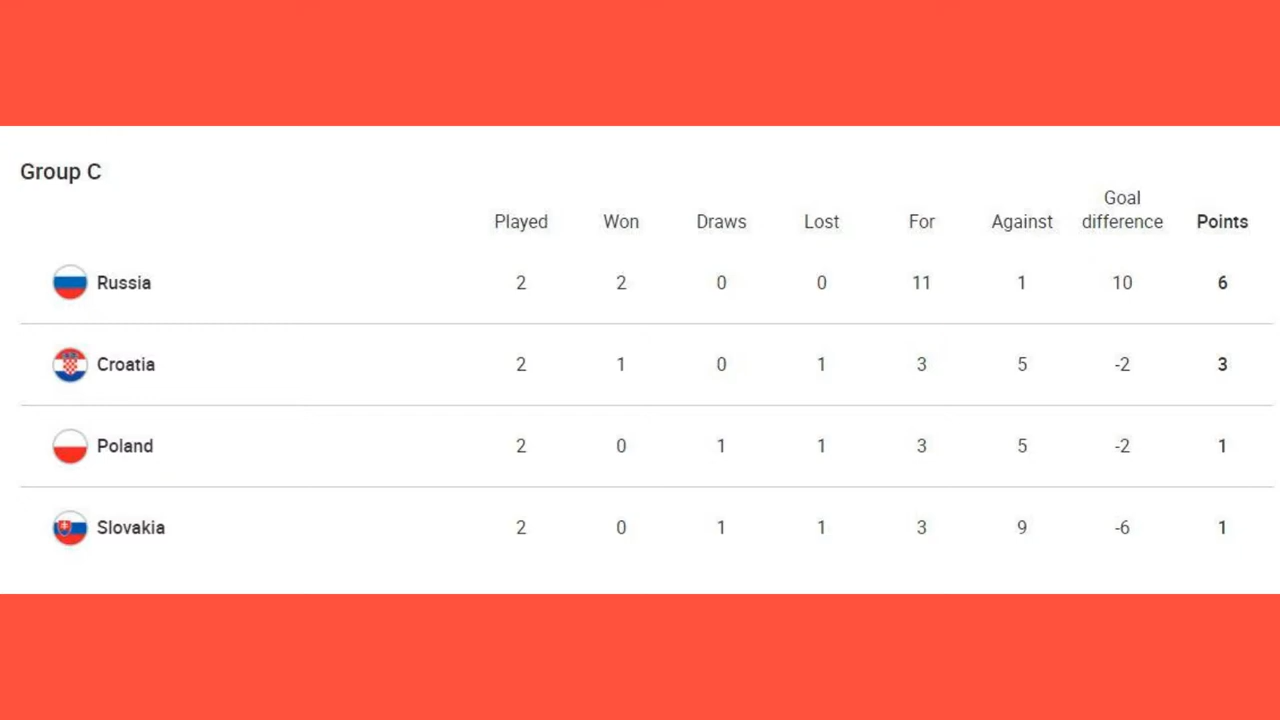 Group C
Played Won Draws Lost For Against Goal difference Points
Russia 2 2 0 0 11 1 10 6
Croatia 2 1 0 1 3 5 -2 3
Poland 2 0 1 1 3 5 -2 1
Slovakia 2 0 1 1 3 9 -6 1